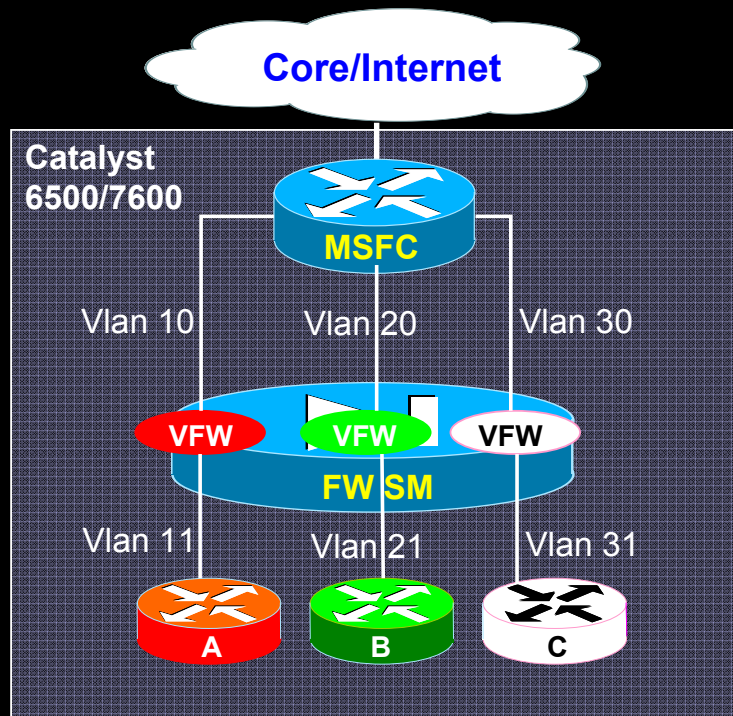 Core/Internet
Catalyst
6500/7600
MSFC
Vlan 10
Vlan 20
Vlan 30
VFW
VFW
VFW
FW SM
Vlan 11
Vlan 21
Vlan 31
A
B
C